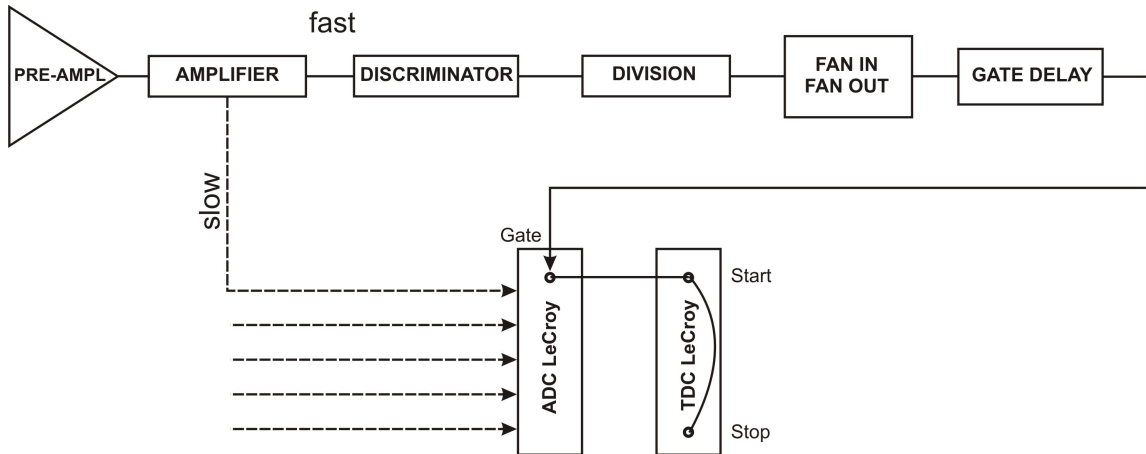 fast
PRE-AMPL
AMPLIFIER
DISCRIMINATOR
DIVISION
FAN IN
FAN OUT
GATE DELAY
slow
Gate
ADC LeCroy
TDC LeCroy
Start
Stop